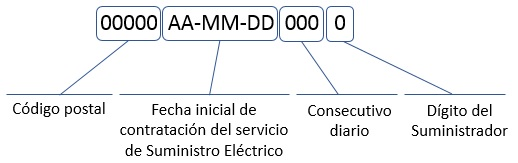 00000 AA-MM-DD 000 0
Código postal
Fecha inicial de
contratación del servicio
de Suministro Eléctrico
Consecutivo
diario
Dígito del
Suministrador